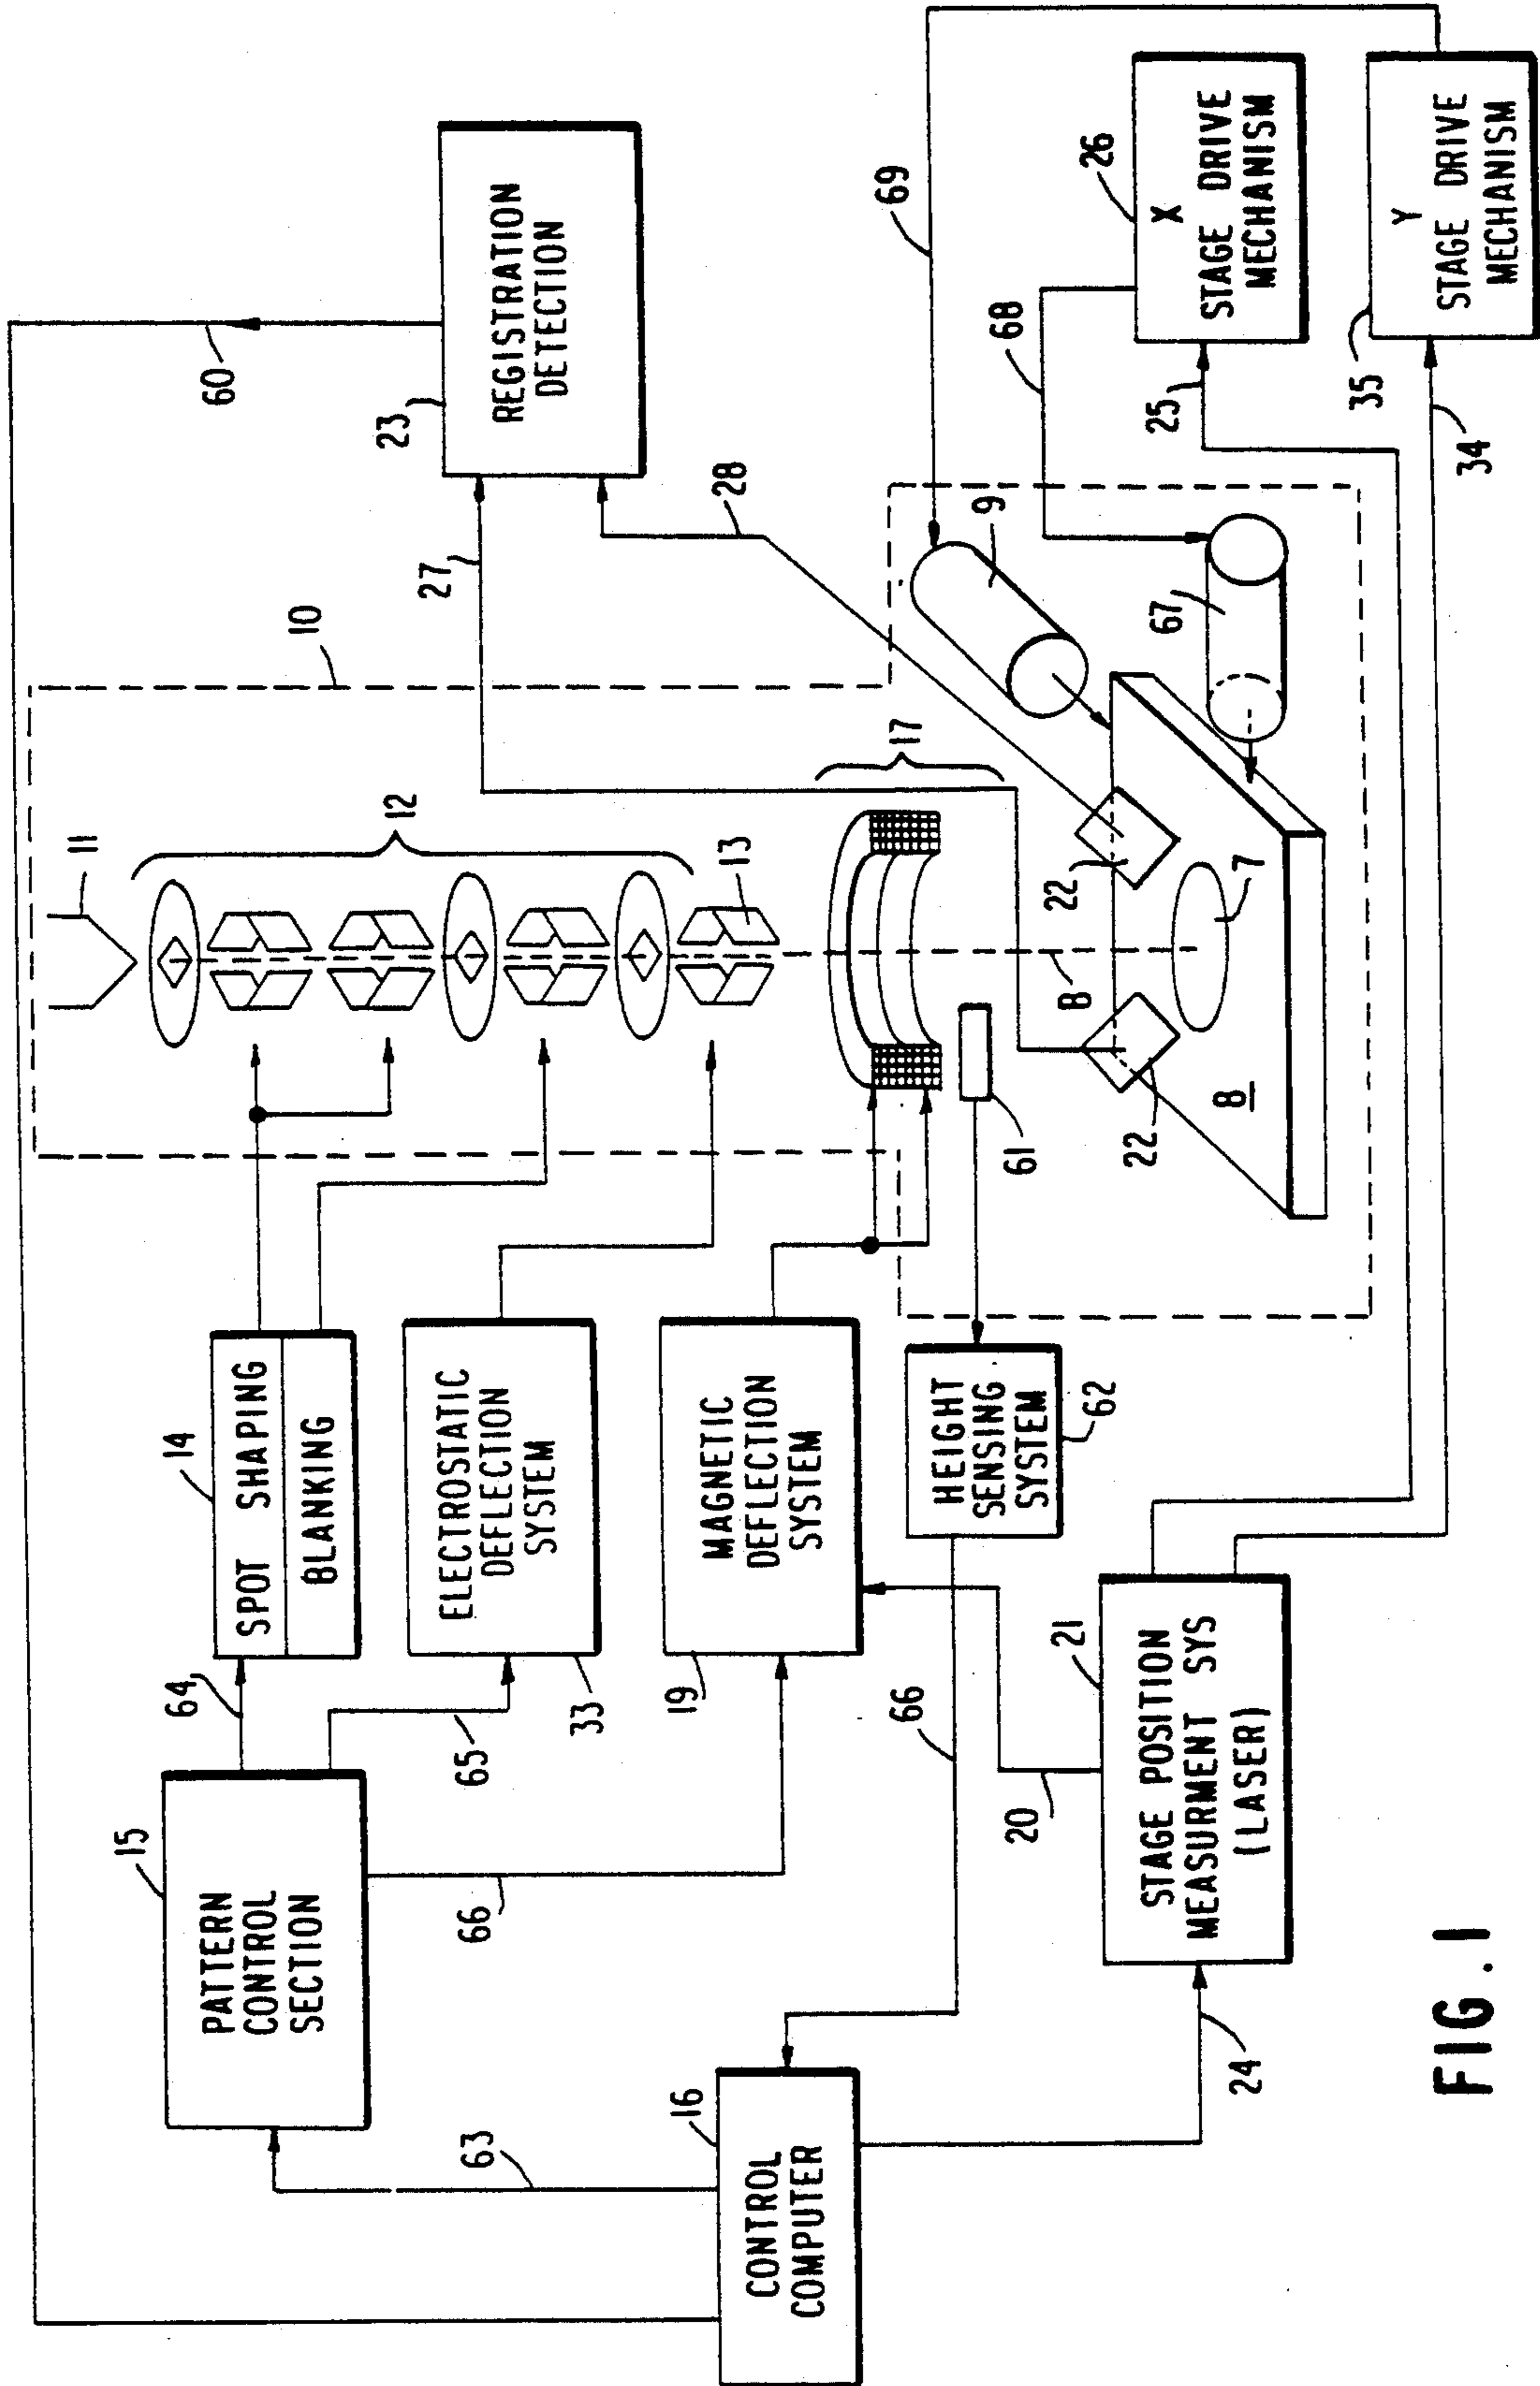 60
10
11
12
13
14
SPOT SHAPING
BLANKING
64
15
PATTERN
CONTROL
SECTION
65
33
ELECTROSTATIC
DEFLECTION
SYSTEM
66
19
MAGNETIC
DEFLECTION
SYSTEM
63
16
CONTROL
COMPUTER
23
REGISTRATION
DETECTION
27
28
17
61
HEIGHT
SENSING
SYSTEM
62
66
20
21
STAGE POSITION
MEASURMENT SYS
(LASER)
24
B
22
22
7
8
9
67
69
68
25
26
X
STAGE DRIVE
MECHANISM
35
Y
STAGE DRIVE
MECHANISM
34
FIG.1